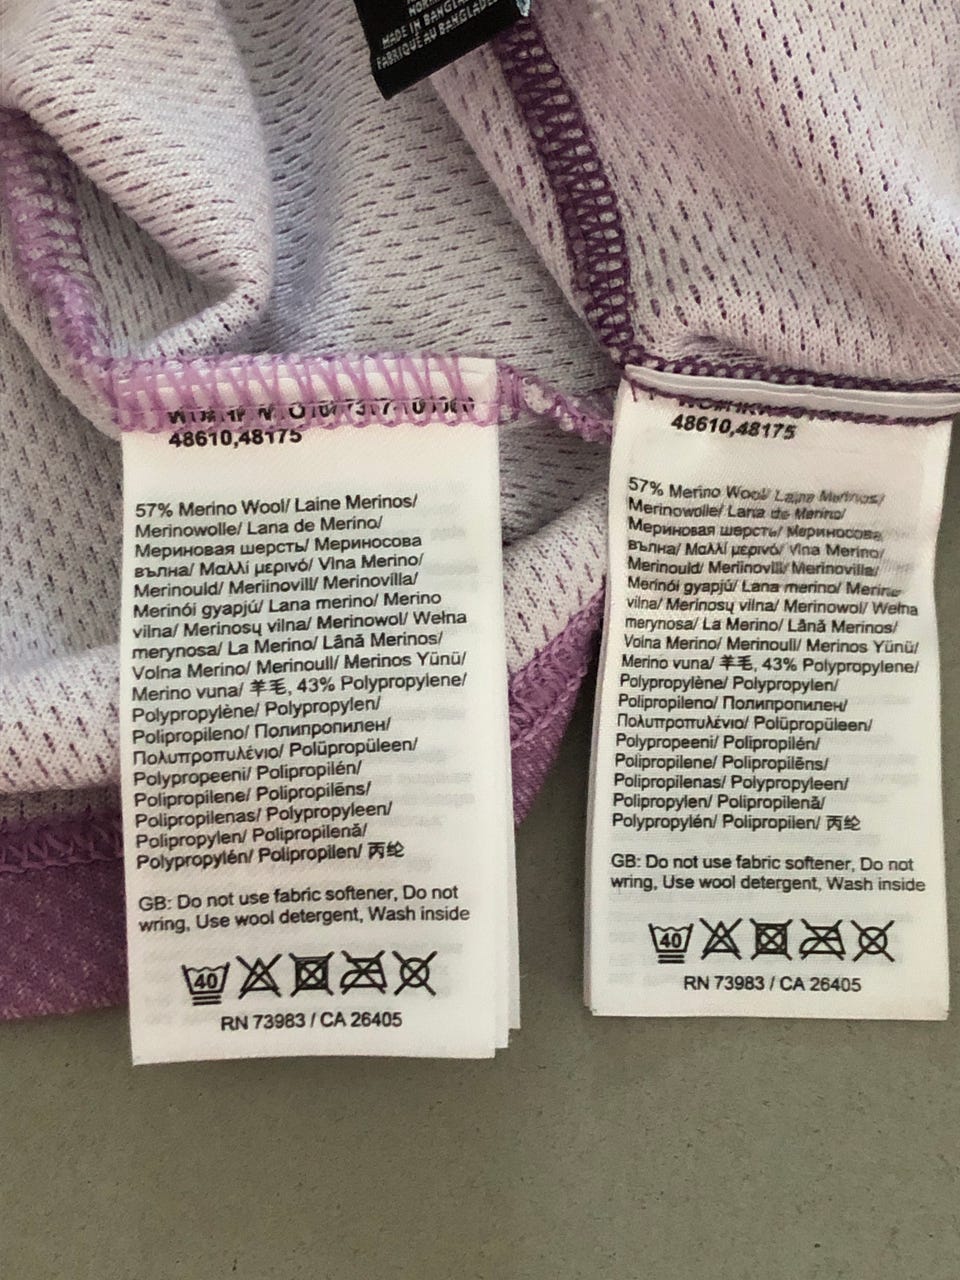 MADE IN BANGLADESH
FABRIQUÉ AU BANGLADESH
48610,48175
57% Merino Wool/ Laine Merinos/
Merinowolle/ Lana de Merino/
Мериновая шерсть/ Мериносова
вълна/ Μαλλί μερινό/ Vlna Merino/
Merinould/ Meriinovill/ Merinovilla/
Merinói gyapjú/ Lana merino/ Merino
vilna/ Merinosų vilna/ Merinowol/ Wełna
merynosa/ La Merino/ Lână Merinos/
Volna Merino/ Merinoull/ Merinos Yünü/
Merino vuna/ 羊毛, 43% Polypropylene/
Polypropylène/ Polypropylen/
Polipropileno/ Полипропилен/
Πολυπροπυλένιο/ Polüpropüleen/
Polypropeeni/ Polipropilén/
Polipropilene/ Polipropilēns/
Polipropilenas/ Polypropyleen/
Polipropylen/ Polipropilenă/
Polypropylén/ Polipropilen/ 丙纶
GB: Do not use fabric softener, Do not
wring, Use wool detergent, Wash inside
40
RN 73983 / CA 26405
48610,48175
57% Merino Wool/ Laine Merinos/
Merinowolle/ Lana de Merino/
Мериновая шерсть/ Мериносова
вълна/ Μαλλί μερινό/ Vlna Merino/
Merinould/ Meriinovill/ Merinovilla/
Merinói gyapjú/ Lana merino/ Merino
vilna/ Merinosų vilna/ Merinowol/ Wełna
merynosa/ La Merino/ Lână Merinos/
Volna Merino/ Merinoull/ Merinos Yünü/
Merino vuna/ 羊毛, 43% Polypropylene/
Polypropylène/ Polypropylen/
Polipropileno/ Полипропилен/
Πολυπροπυλένιο/ Polüpropüleen/
Polypropeeni/ Polipropilén/
Polipropilene/ Polipropilēns/
Polipropilenas/ Polypropyleen/
Polipropylen/ Polipropilenă/
Polypropylén/ Polipropilen/ 丙纶
GB: Do not use fabric softener, Do not
wring, Use wool detergent, Wash inside
40
RN 73983 / CA 26405